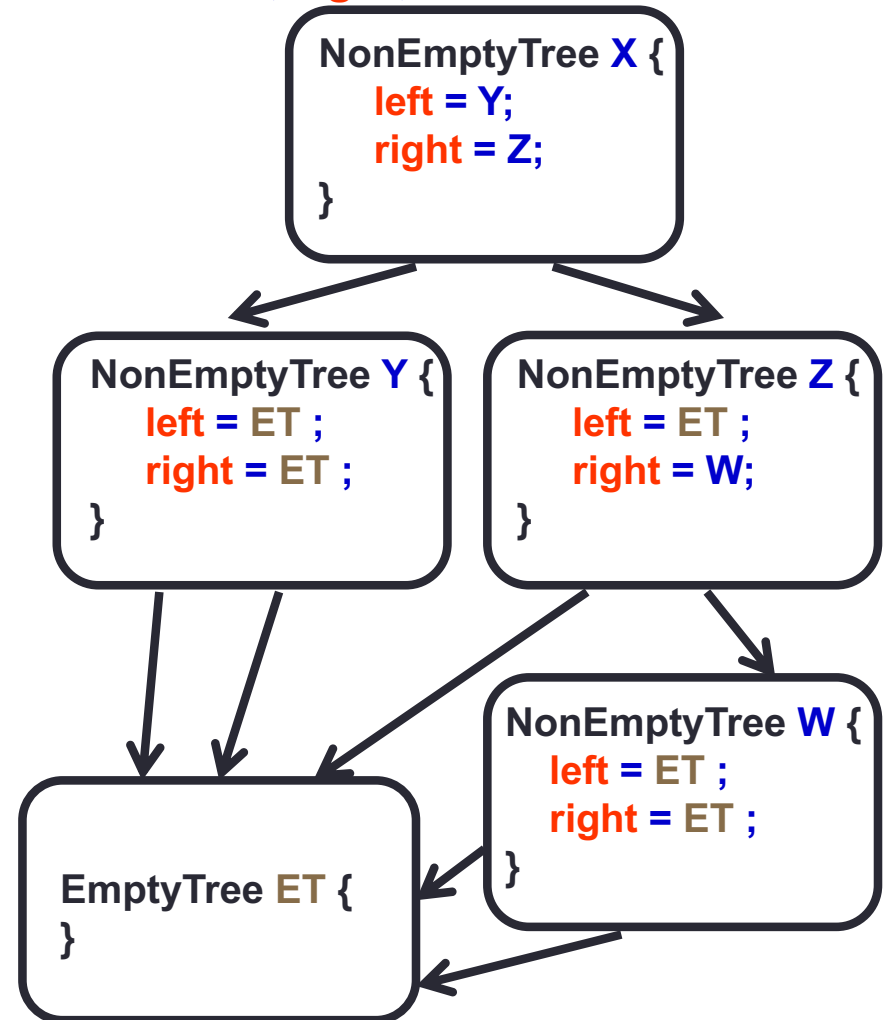 NonEmptyTree X {
left = Y;
right = Z;
}
NonEmptyTree Y {
left = ET ;
right = ET ;
}
NonEmptyTree Z {
left = ET ;
right = W;
}
NonEmptyTree W {
left = ET ;
right = ET ;
}
EmptyTree ET {
}